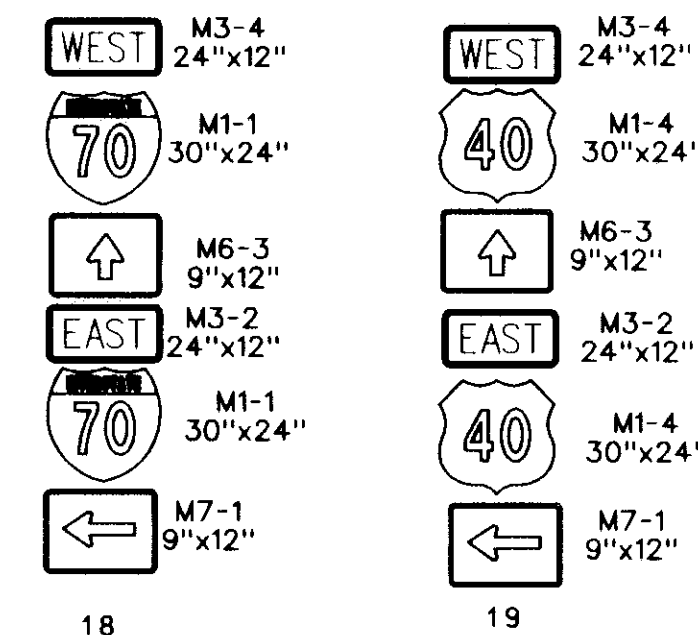 WEST
M3-4
24"x12"
70
M1-1
30"x24"
M6-3
9"x12"
EAST
M3-2
24"x12"
70
M1-1
30"x24"
M7-1
9"x12"
18
WEST
M3-4
24"x12"
40
M1-4
30"x24'
M6-3
9"x12"
EAST
M3-2
24"x12"
40
M1-4
30"x24'
M7-1
9"x12"
19